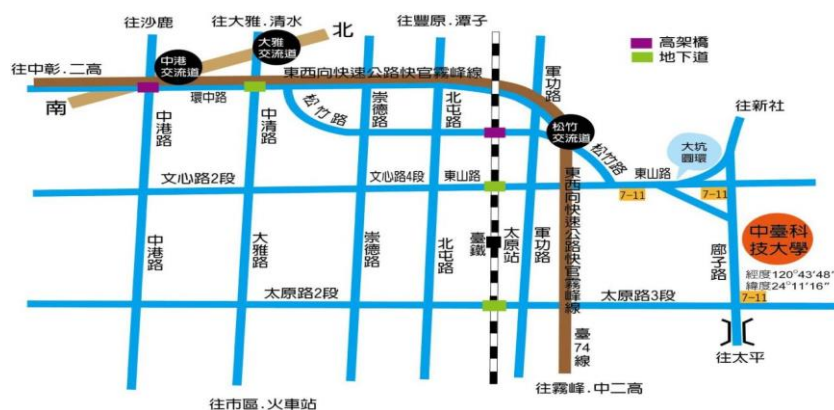 往沙鹿
往大雅.清水
北
往豐原.潭子
高架橋
地下道
中港
交流道
大雅
交流道
往中彰.二高
東西向快速公路快官霧峰線
軍功路
南
環中路
松竹路
崇德路
北屯路
往新社
中港路
中清路
松竹
交流道
松竹路
大坑
圓環
文心路2段
文心路4段
東山路
東山路
7-11
7-11
中港路
大雅路
崇德路
北屯路
臺鐵
太原站
軍功路
東西向快速公路快官霧峰線
廍子路
中臺科
技大學
經度120°43'48"
緯度24°11'16"
7-11
太原路2段
太原路3段
臺74線
往太平
往市區.火車站
往霧峰.中二高